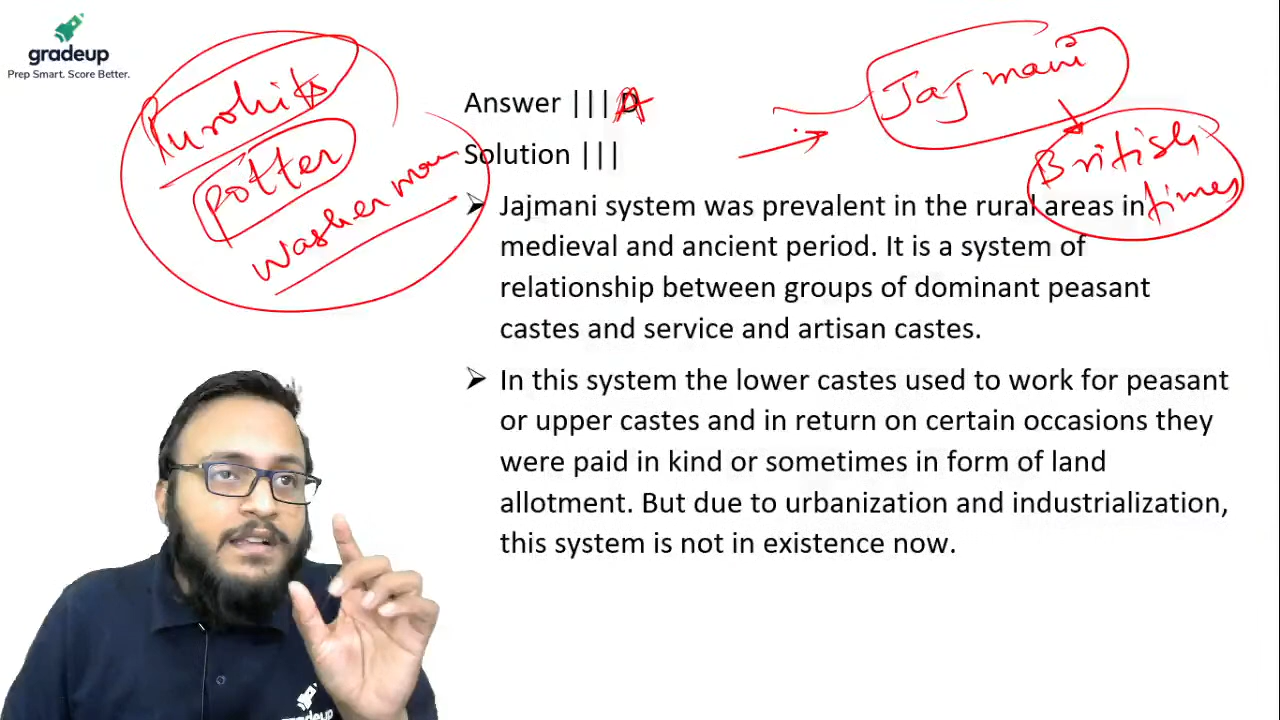 gradeup
Prep Smart. Score Better.
Purohits
Potter
washerman
Jajmani
British
times
Answer ||| A
Solution |||
➢ Jajmani system was prevalent in the rural areas in
medieval and ancient period. It is a system of
relationship between groups of dominant peasant
castes and service and artisan castes.
➢ In this system the lower castes used to work for peasant
or upper castes and in return on certain occasions they
were paid in kind or sometimes in form of land
allotment. But due to urbanization and industrialization,
this system is not in existence now.
gradeup